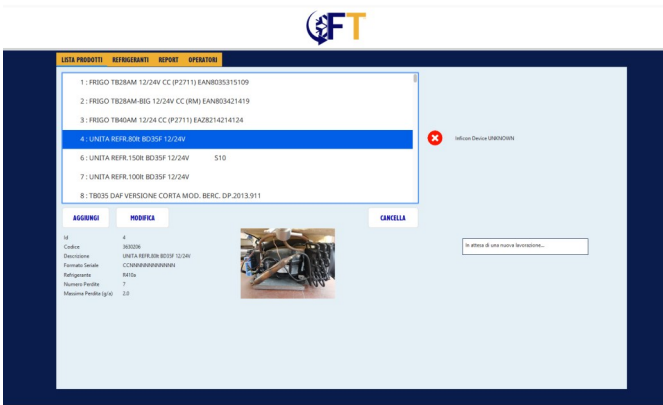 FT
LISTA PRODOTTI REFRIGERANTI REPORT OPERATORI
1 : FRIGO TB28AM 12/24V CC (P2711) EAN8035315109
2 : FRIGO TB28AM-BIG 12/24V CC (RM) EAN803421419
3 : FRIGO TB40AM 12/24 CC (P2711) EAZ8214214124
4 : UNITA REFR.80lt BD35F 12/24V
6 : UNITA REFR.150lt BD35F 12/24V 510
7 : UNITA REFR.100lt BD35F 12/24V
8 : TB035 DAF VERSIONE CORTA MOD. BERC. DP.2013.911
Inficon Device UNKNOWN
AGGIUNGI MODIFICA CANCELLA
Id 4
Codice 3630206
Descrizione UNITA REFR.80lt BD35F 12/24V
Formato Seriale CCNNNNNNNNNNNN
Refrigerante R410a
Numero Perdite 7
Massima Perdita (g/a) 2.0
In attesa di una nuova lavorazione...